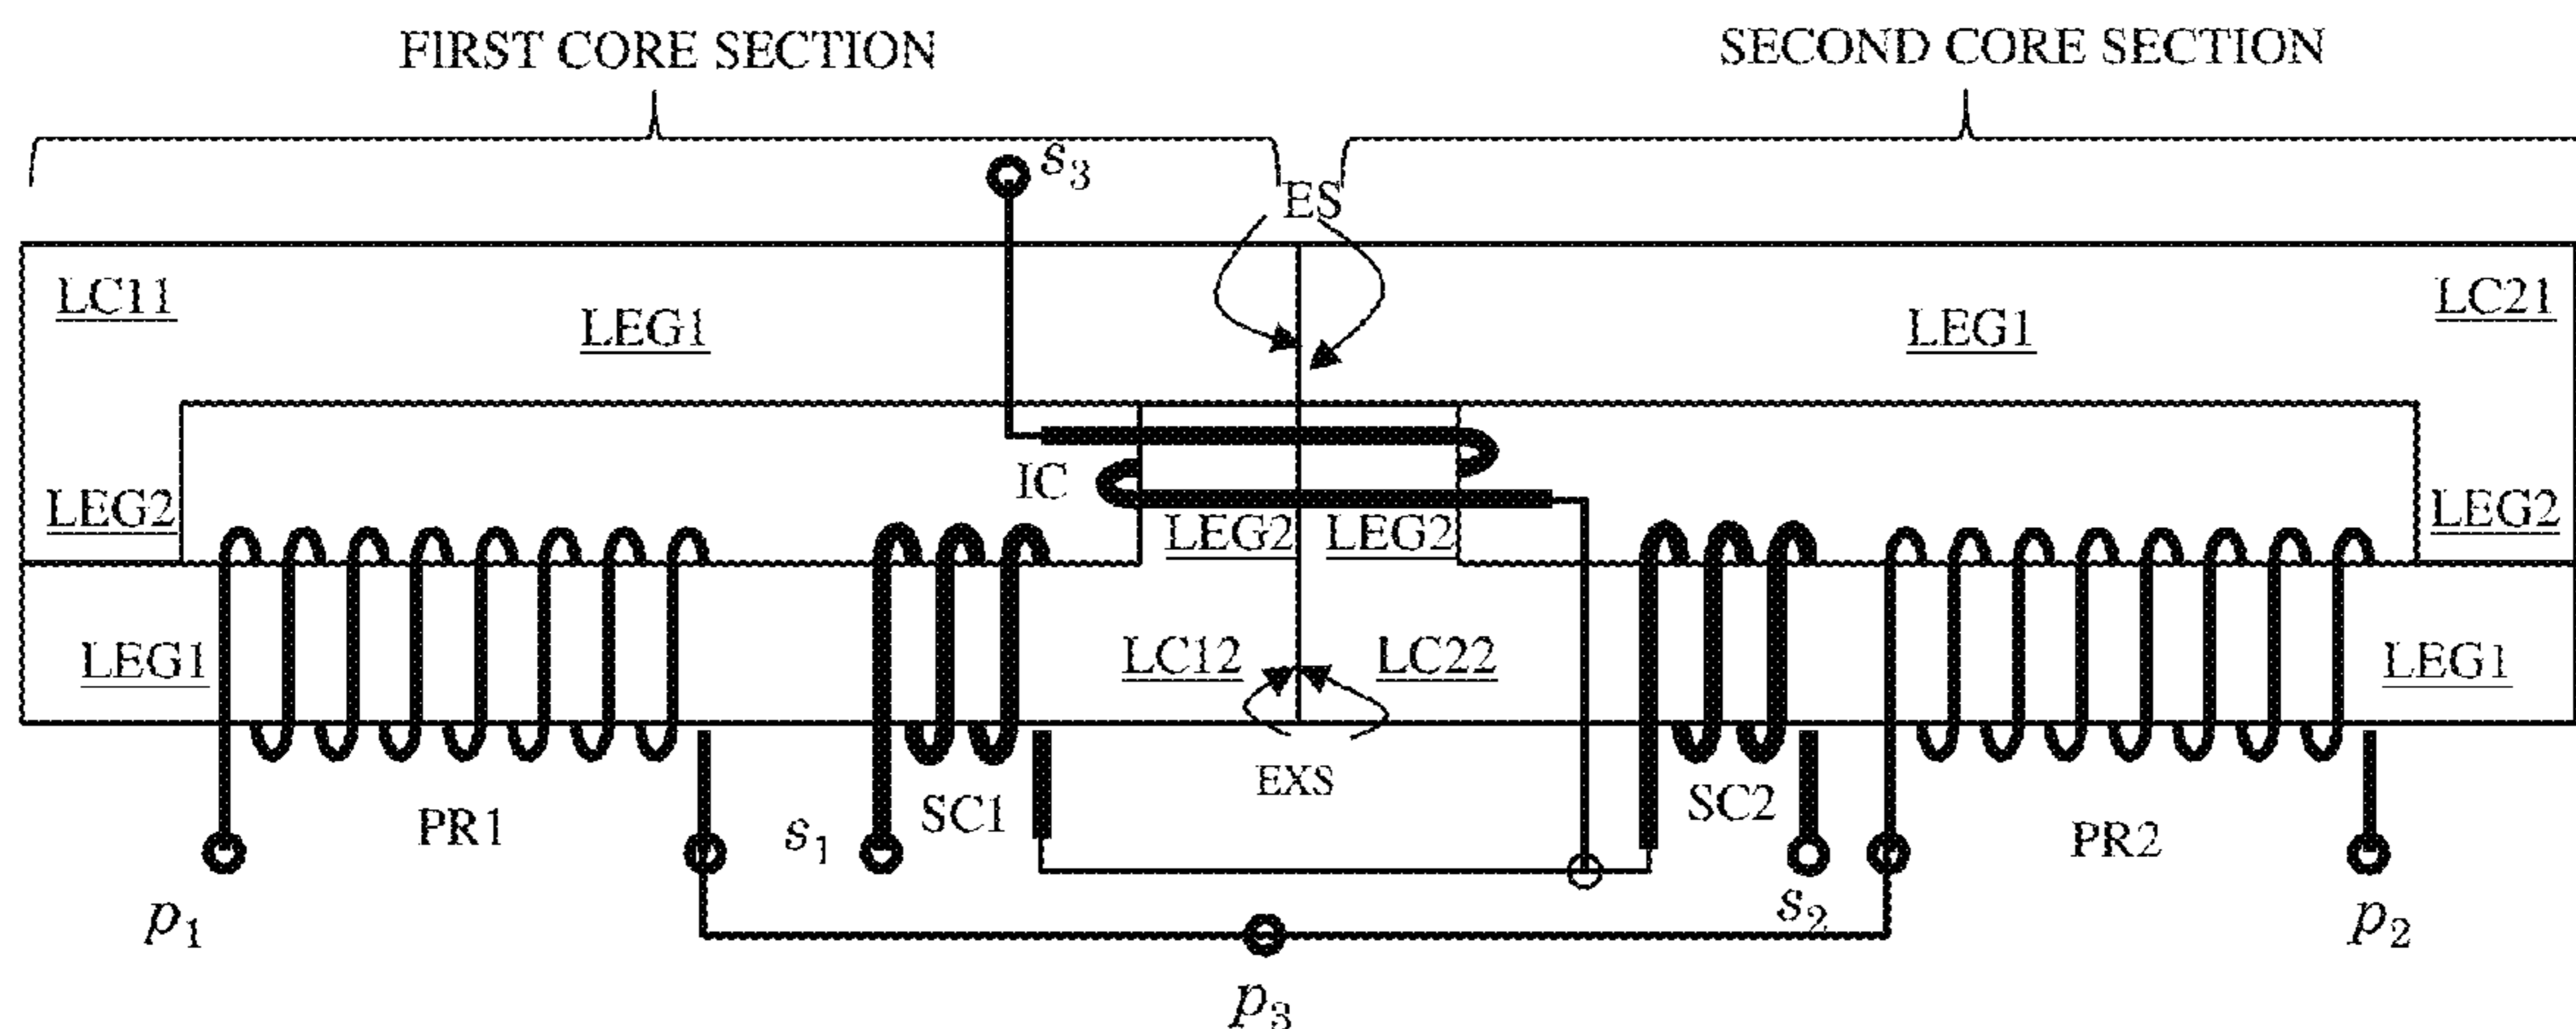 FIRST CORE SECTION
SECOND CORE SECTION
s3
ES
LC11
LEG1
LEG1
LC21
IC
LEG2
LEG2
LEG2
LEG2
LEG1
LC12
LC22
LEG1
EXS
SC1
SC2
PR1
s1
PR2
p1
s2
p2
p3